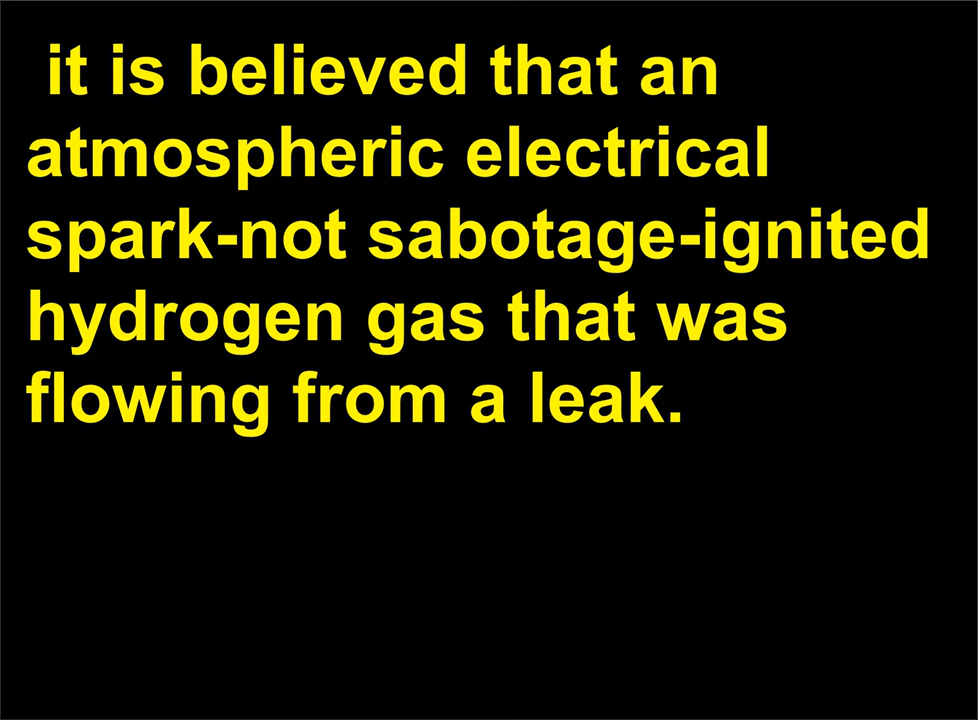 it is believed that an
atmospheric electrical
spark-not sabotage-ignited
hydrogen gas that was
flowing from a leak.